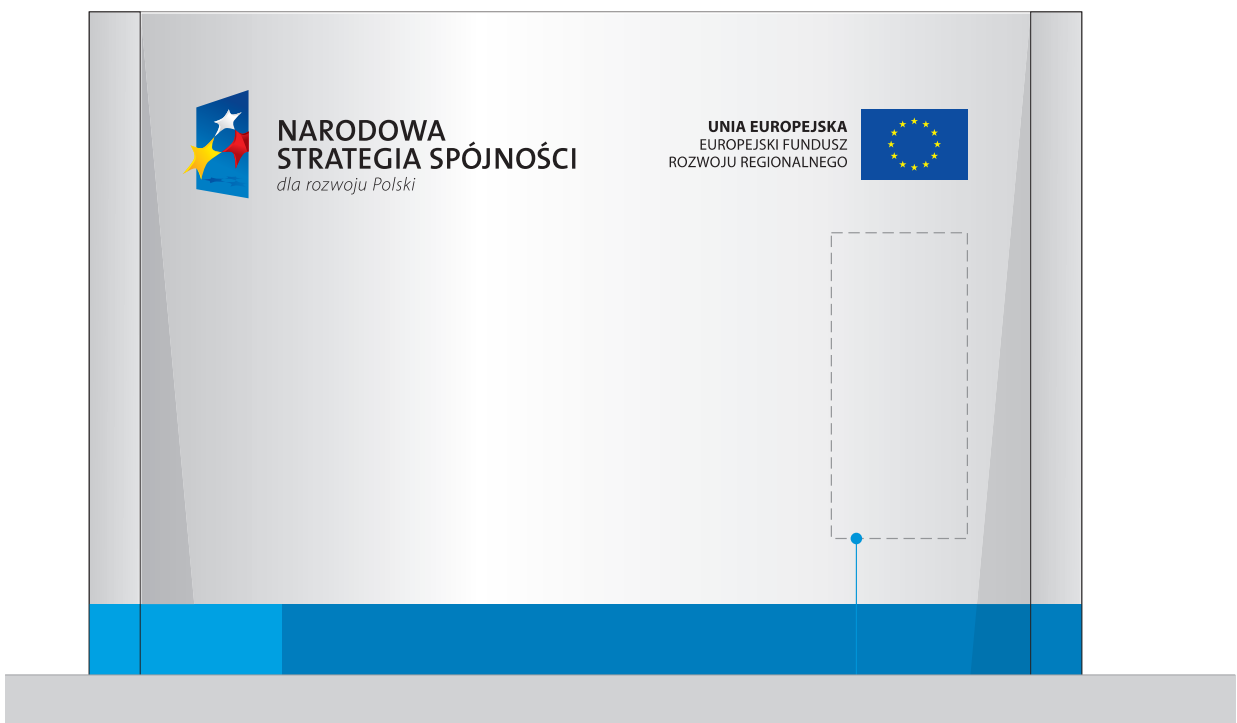 NARODOWA
STRATEGIA SPÓJNOŚCI
dla rozwoju Polski
UNIA EUROPEJSKA
EUROPEJSKI FUNDUSZ
ROZWOJU REGIONALNEGO